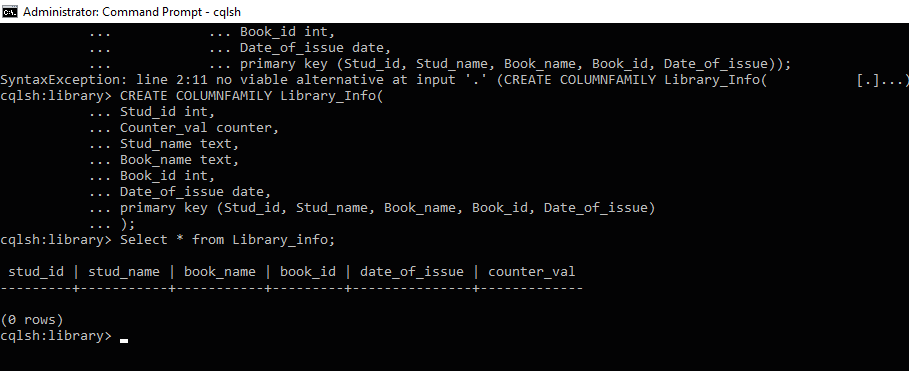 Administrator: Command Prompt - cqlsh
... ... Book_id int,
... ... Date_of_issue date,
... ... primary key (Stud_id, Stud_name, Book_name, Book_id, Date_of_issue));
SyntaxException: line 2:11 no viable alternative at input '.' (CREATE COLUMNFAMILY Library_Info(            [.]...)
cqlsh:library> CREATE COLUMNFAMILY Library_Info(
... Stud_id int,
... Counter_val counter,
... Stud_name text,
... Book_name text,
... Book_id int,
... Date_of_issue date,
... primary key (Stud_id, Stud_name, Book_name, Book_id, Date_of_issue)
... );
cqlsh:library> Select * from Library_info;
stud_id | stud_name | book_name | book_id | date_of_issue | counter_val
---------+-----------+-----------+---------+---------------+-------------
(0 rows)
cqlsh:library>